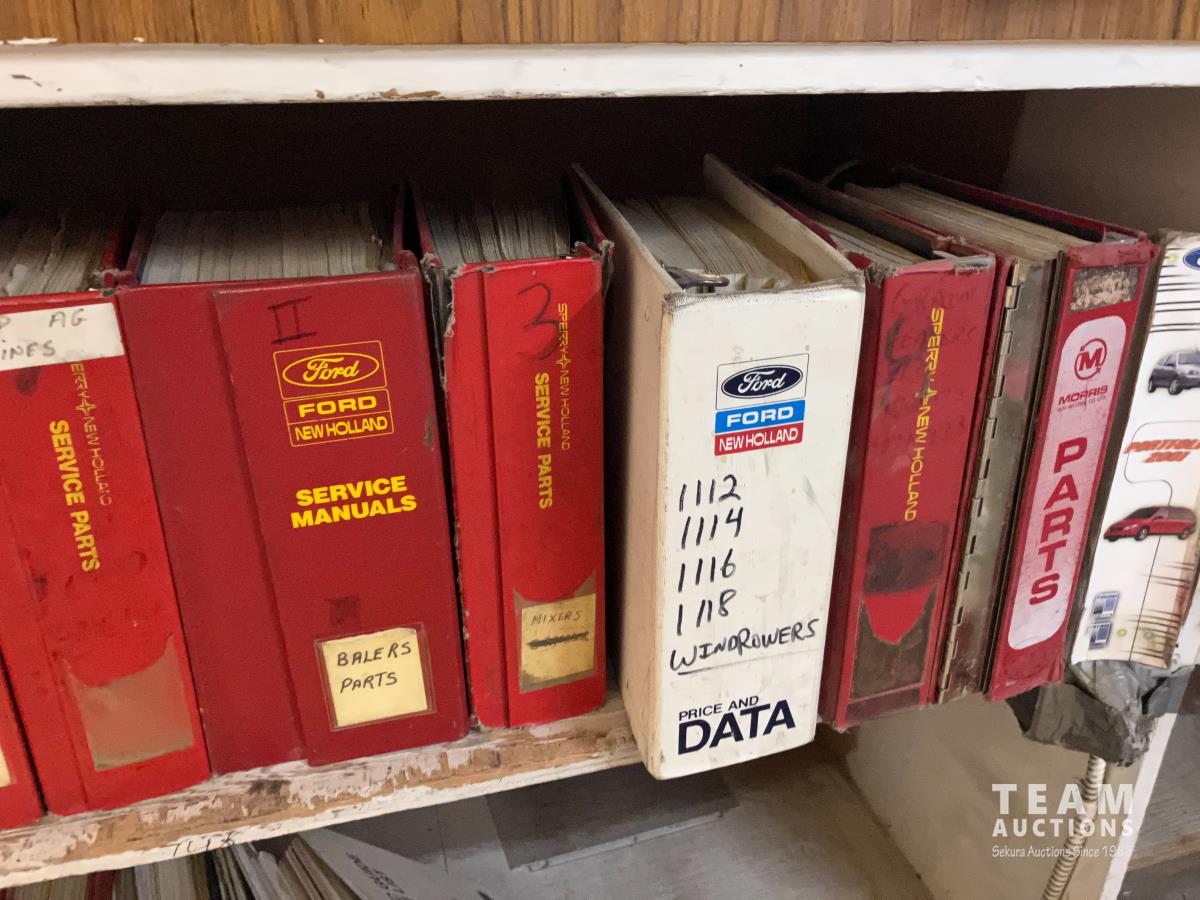 AG
INES
NEW HOLLAND
SERVICE PARTS
II
Ford
FORD
NEW HOLLAND
SERVICE
MANUALS
BALERS
PARTS
3
SPERRY NEW HOLLAND
SERVICE PARTS
MIXERS
Ford
FORD
NEW HOLLAND
1112
1114
1116
1118
WINDROWERS
PRICE AND
DATA
SPERRY NEW HOLLAND
M
MORRIS
PARTS
TEAM
AUCTIONS
Sekura Auctions Since 196